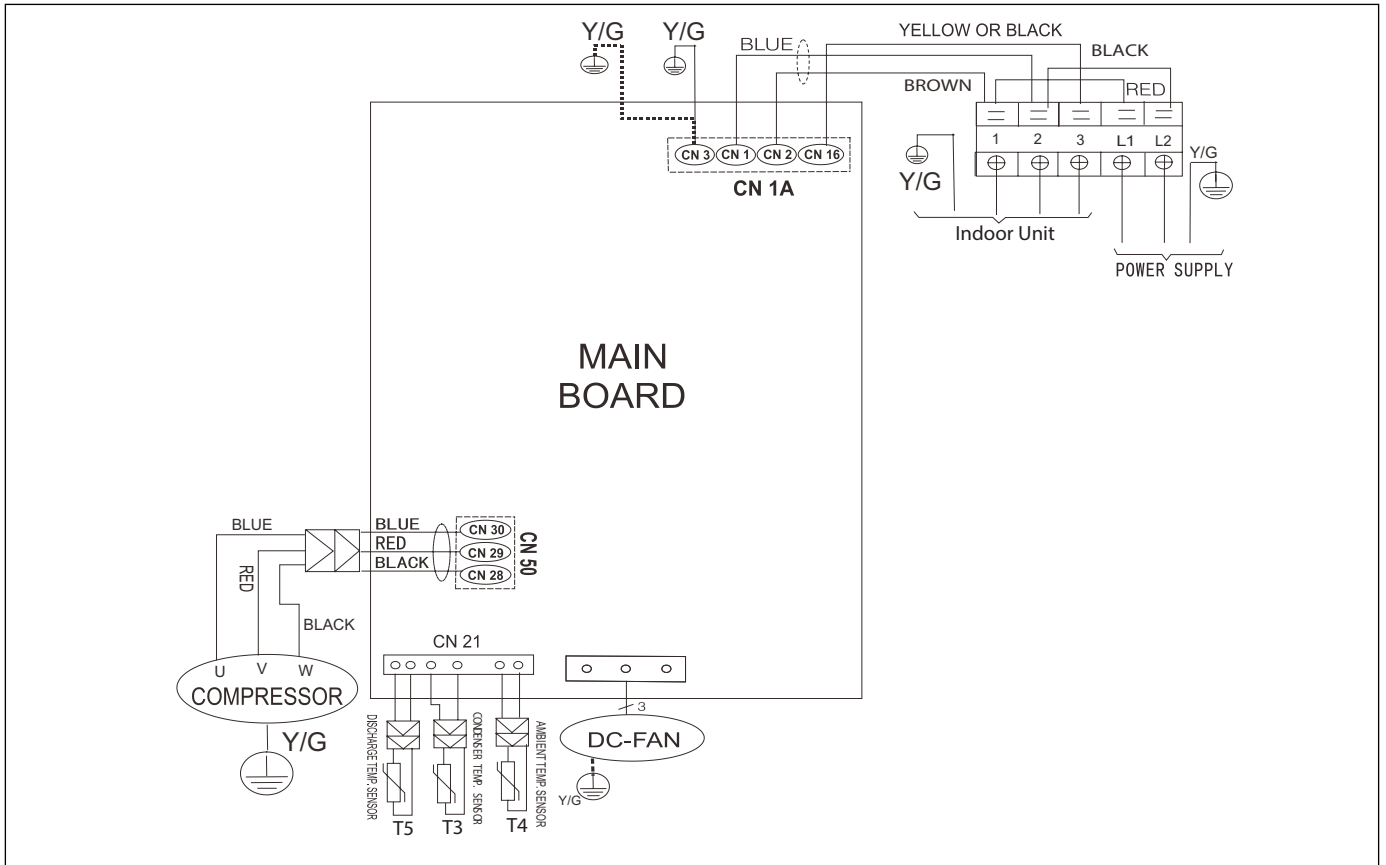 Y/G
Y/G
YELLOW OR BLACK
BLUE
BLACK
BROWN
RED
1 2 3 L1 L2
CN 3 CN 1 CN 2 CN 16
CN 1A
Y/G
Y/G
Indoor Unit
POWER SUPPLY
MAIN
BOARD
BLUE
BLUE
RED
BLACK
CN 30
CN 29
CN 28
CN 50
RED
BLACK
U V W
COMPRESSOR
Y/G
CN 21
DISCHARGE TEMP. SENSOR
CONDENSER TEMP. SENSOR
AMBIENT TEMP. SENSOR
T5 T3 T4
3
DC-FAN
Y/G